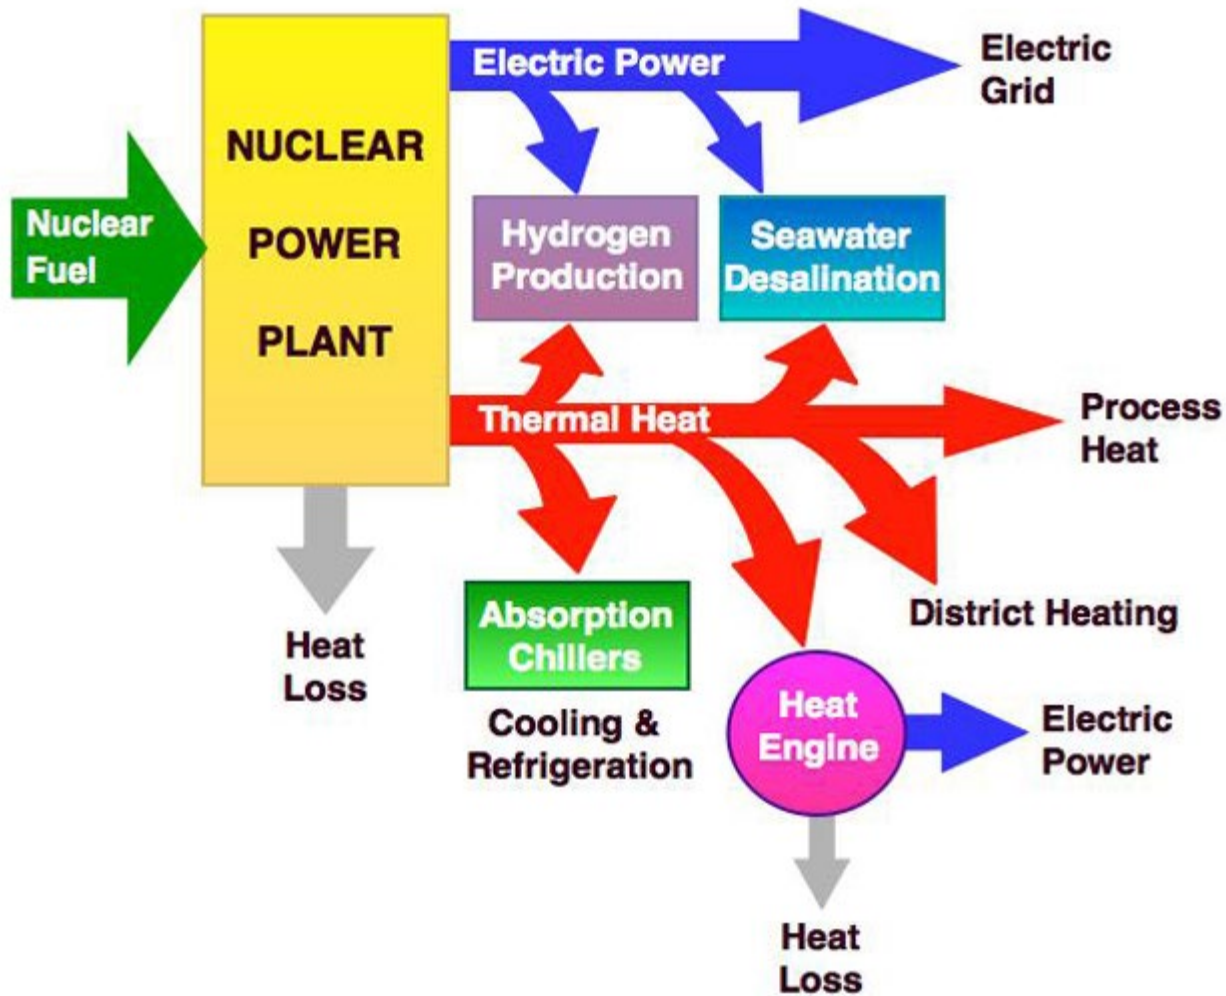 Electric Power
Electric
Grid
NUCLEAR
POWER
PLANT
Nuclear
Fuel
Hydrogen
Production
Seawater
Desalination
Thermal Heat
Process
Heat
Heat
Loss
Absorption
Chillers
Cooling &
Refrigeration
District Heating
Heat
Engine
Electric
Power
Heat
Loss